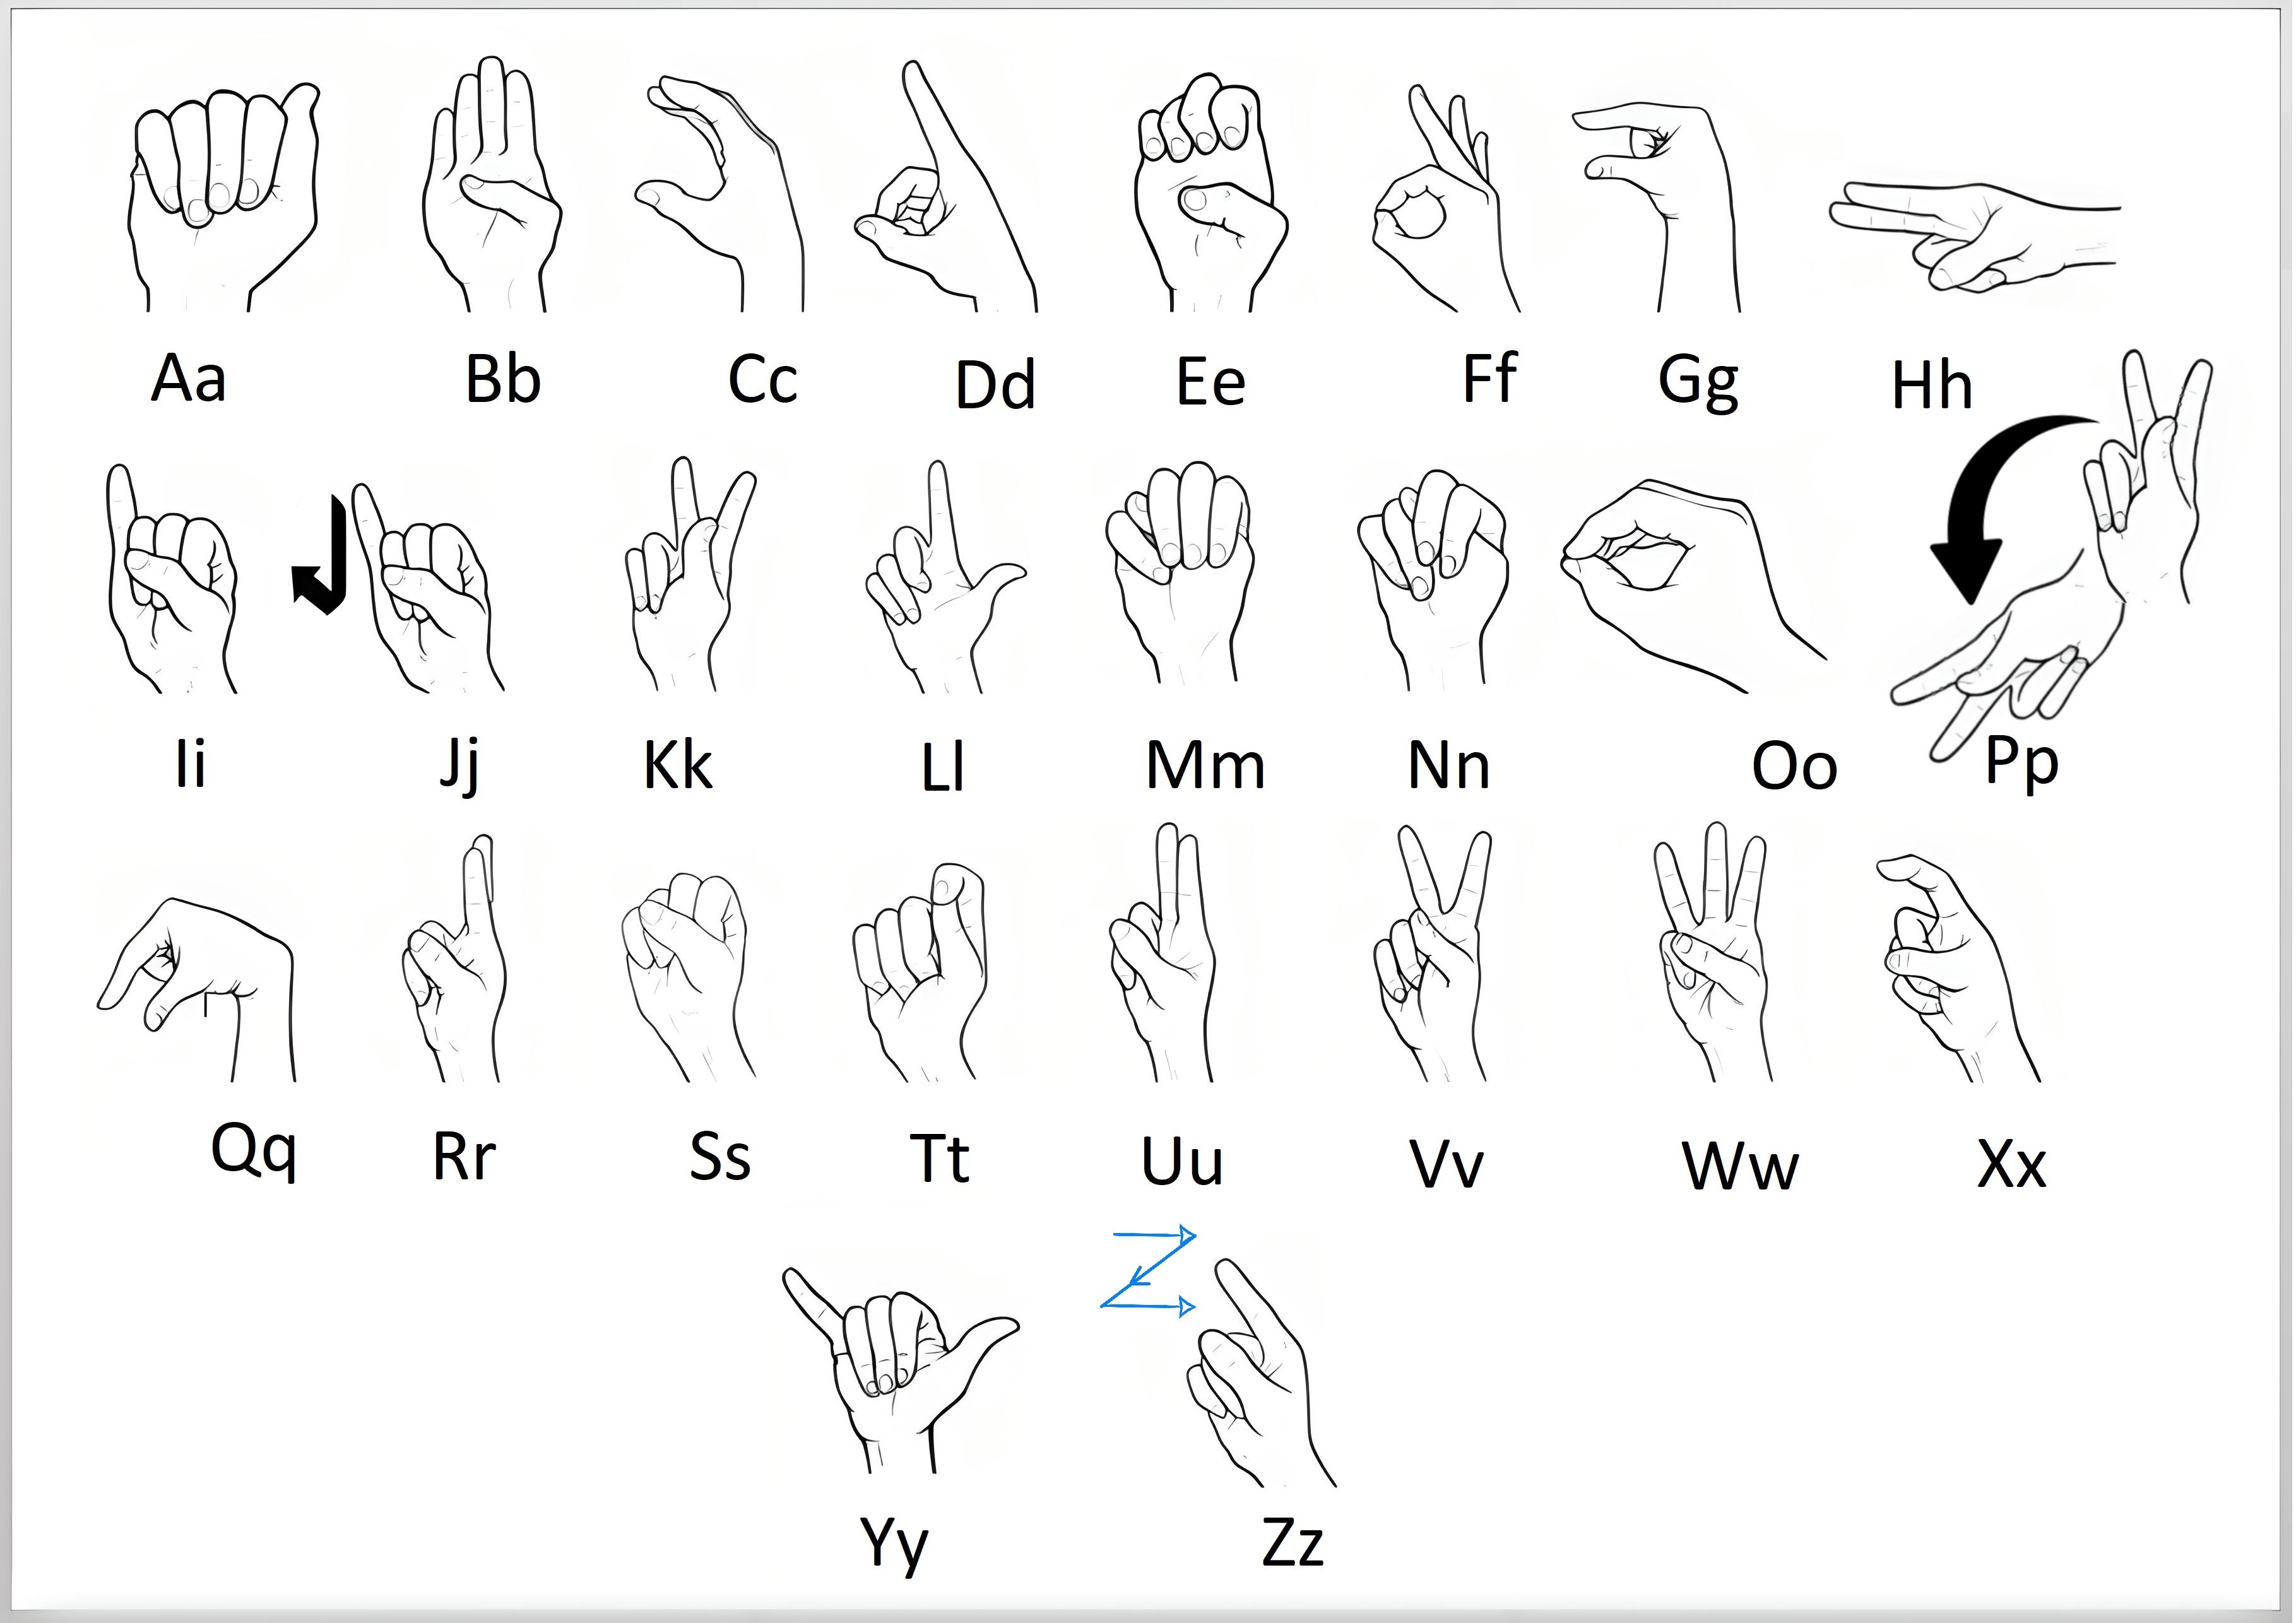 Aa Bb Cc Dd Ee Ff Gg Hh
Ii Jj Kk Ll Mm Nn Oo Pp
Qq Rr Ss Tt Uu Vv Ww Xx
Yy Zz